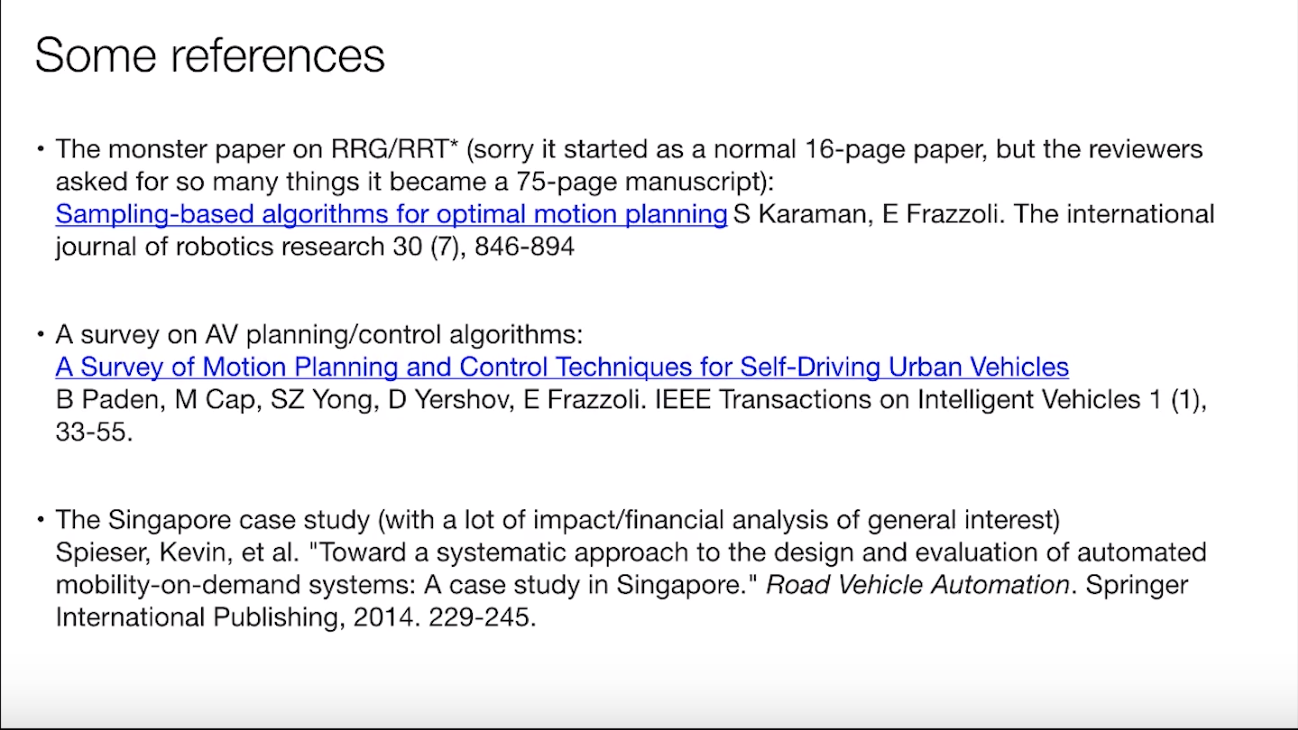 Some references
• The monster paper on RRG/RRT* (sorry it started as a normal 16-page paper, but the reviewers
asked for so many things it became a 75-page manuscript):
Sampling-based algorithms for optimal motion planning S Karaman, E Frazzoli. The international
journal of robotics research 30 (7), 846-894
• A survey on AV planning/control algorithms:
A Survey of Motion Planning and Control Techniques for Self-Driving Urban Vehicles
B Paden, M Cap, SZ Yong, D Yershov, E Frazzoli. IEEE Transactions on Intelligent Vehicles 1 (1),
33-55.
• The Singapore case study (with a lot of impact/financial analysis of general interest)
Spieser, Kevin, et al. "Toward a systematic approach to the design and evaluation of automated
mobility-on-demand systems: A case study in Singapore." Road Vehicle Automation. Springer
International Publishing, 2014. 229-245.